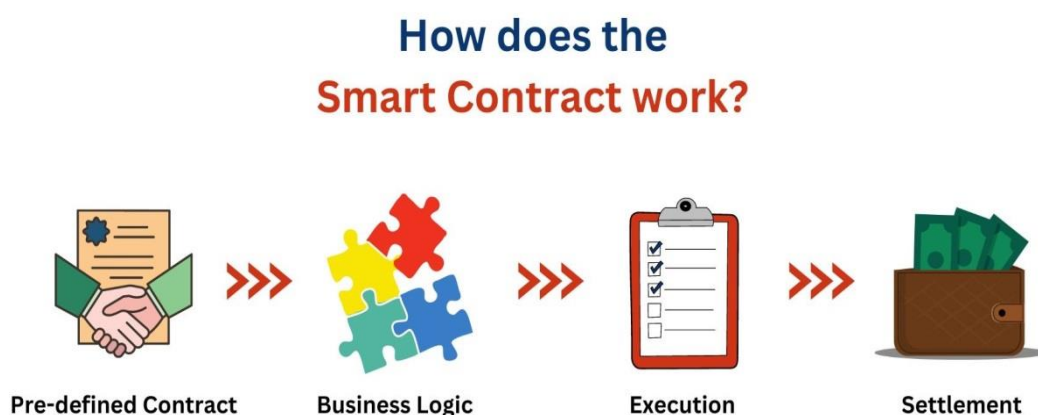 How does the
Smart Contract work?
Pre-defined Contract
Business Logic
Execution
Settlement